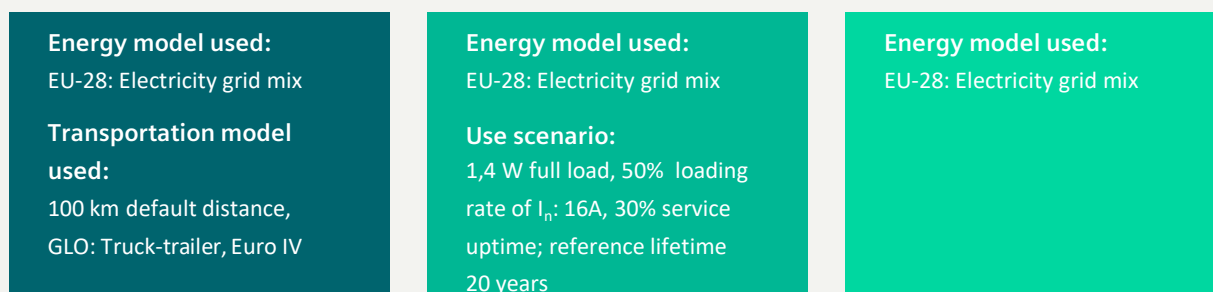 Energy model used:
EU-28: Electricity grid mix
Transportation model
used:
100 km default distance,
GLO: Truck-trailer, Euro IV
Energy model used:
EU-28: Electricity grid mix
Use scenario:
1,4 W full load, 50% loading
rate of Iₙ: 16A, 30% service
uptime; reference lifetime
20 years
Energy model used:
EU-28: Electricity grid mix